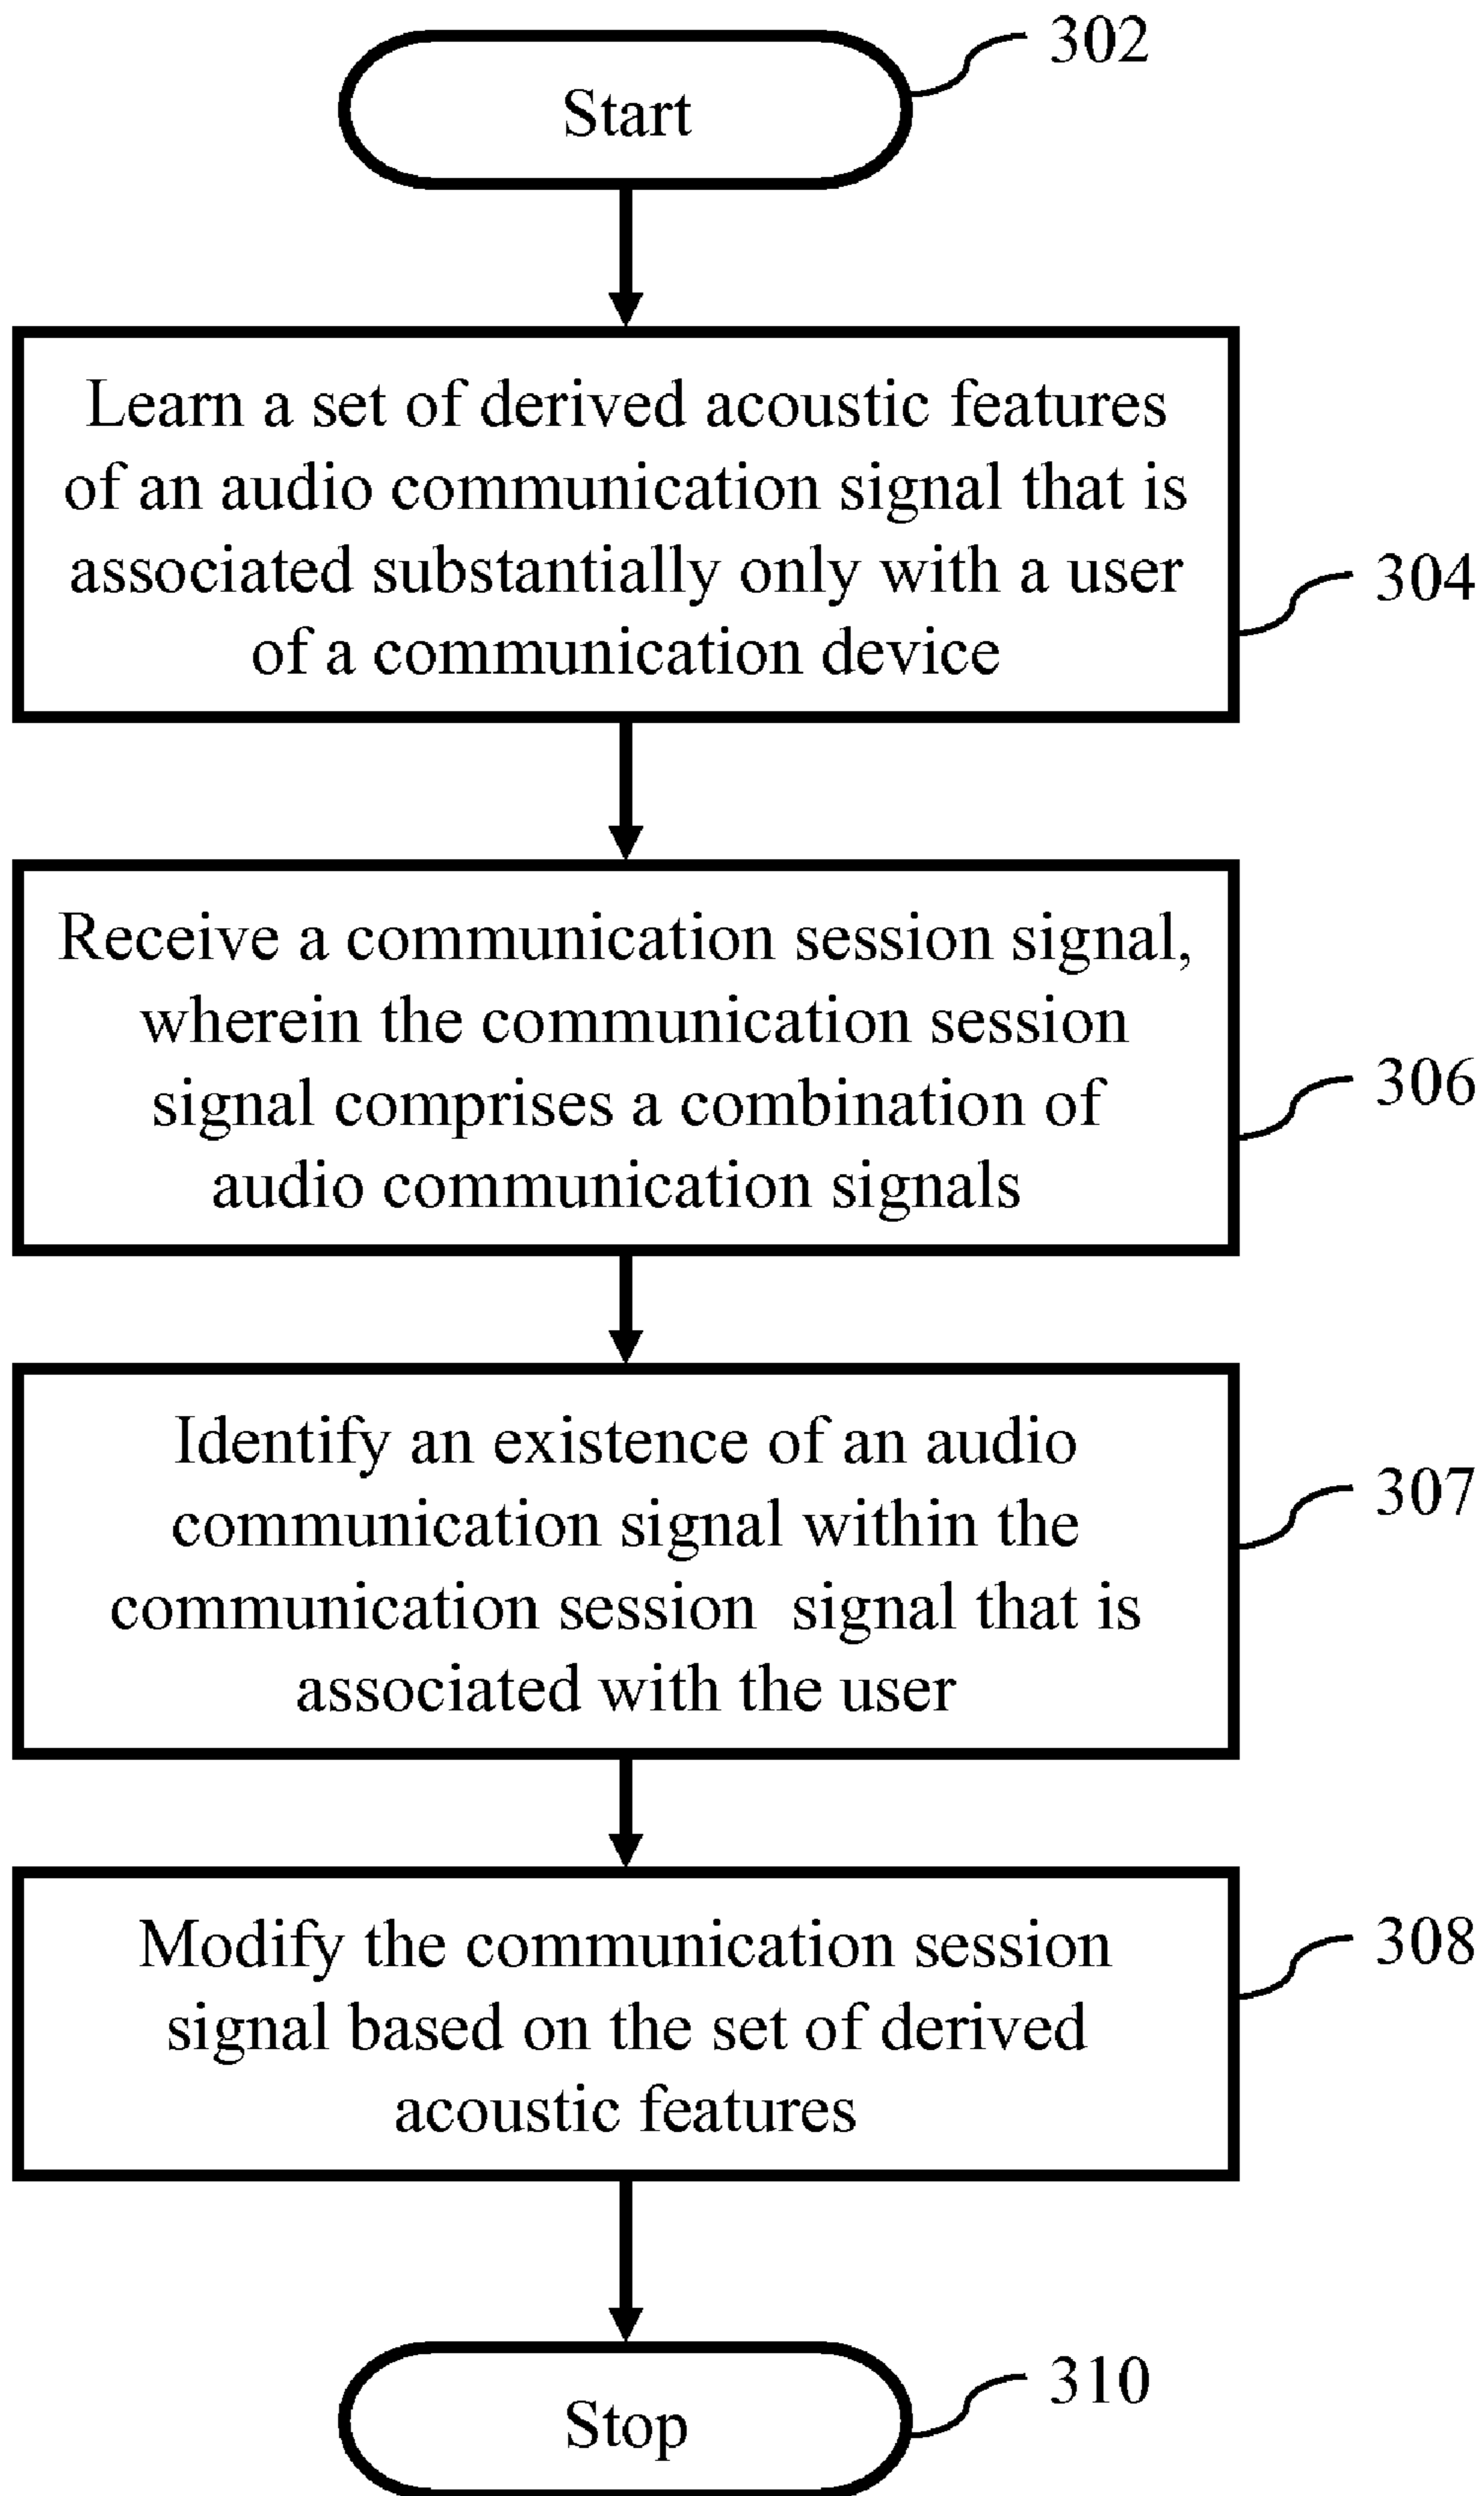 302
Start
Learn a set of derived acoustic features
of an audio communication signal that is
associated substantially only with a user
of a communication device
304
Receive a communication session signal,
wherein the communication session
signal comprises a combination of
audio communication signals
306
Identify an existence of an audio
communication signal within the
communication session signal that is
associated with the user
307
Modify the communication session
signal based on the set of derived
acoustic features
308
Stop
310